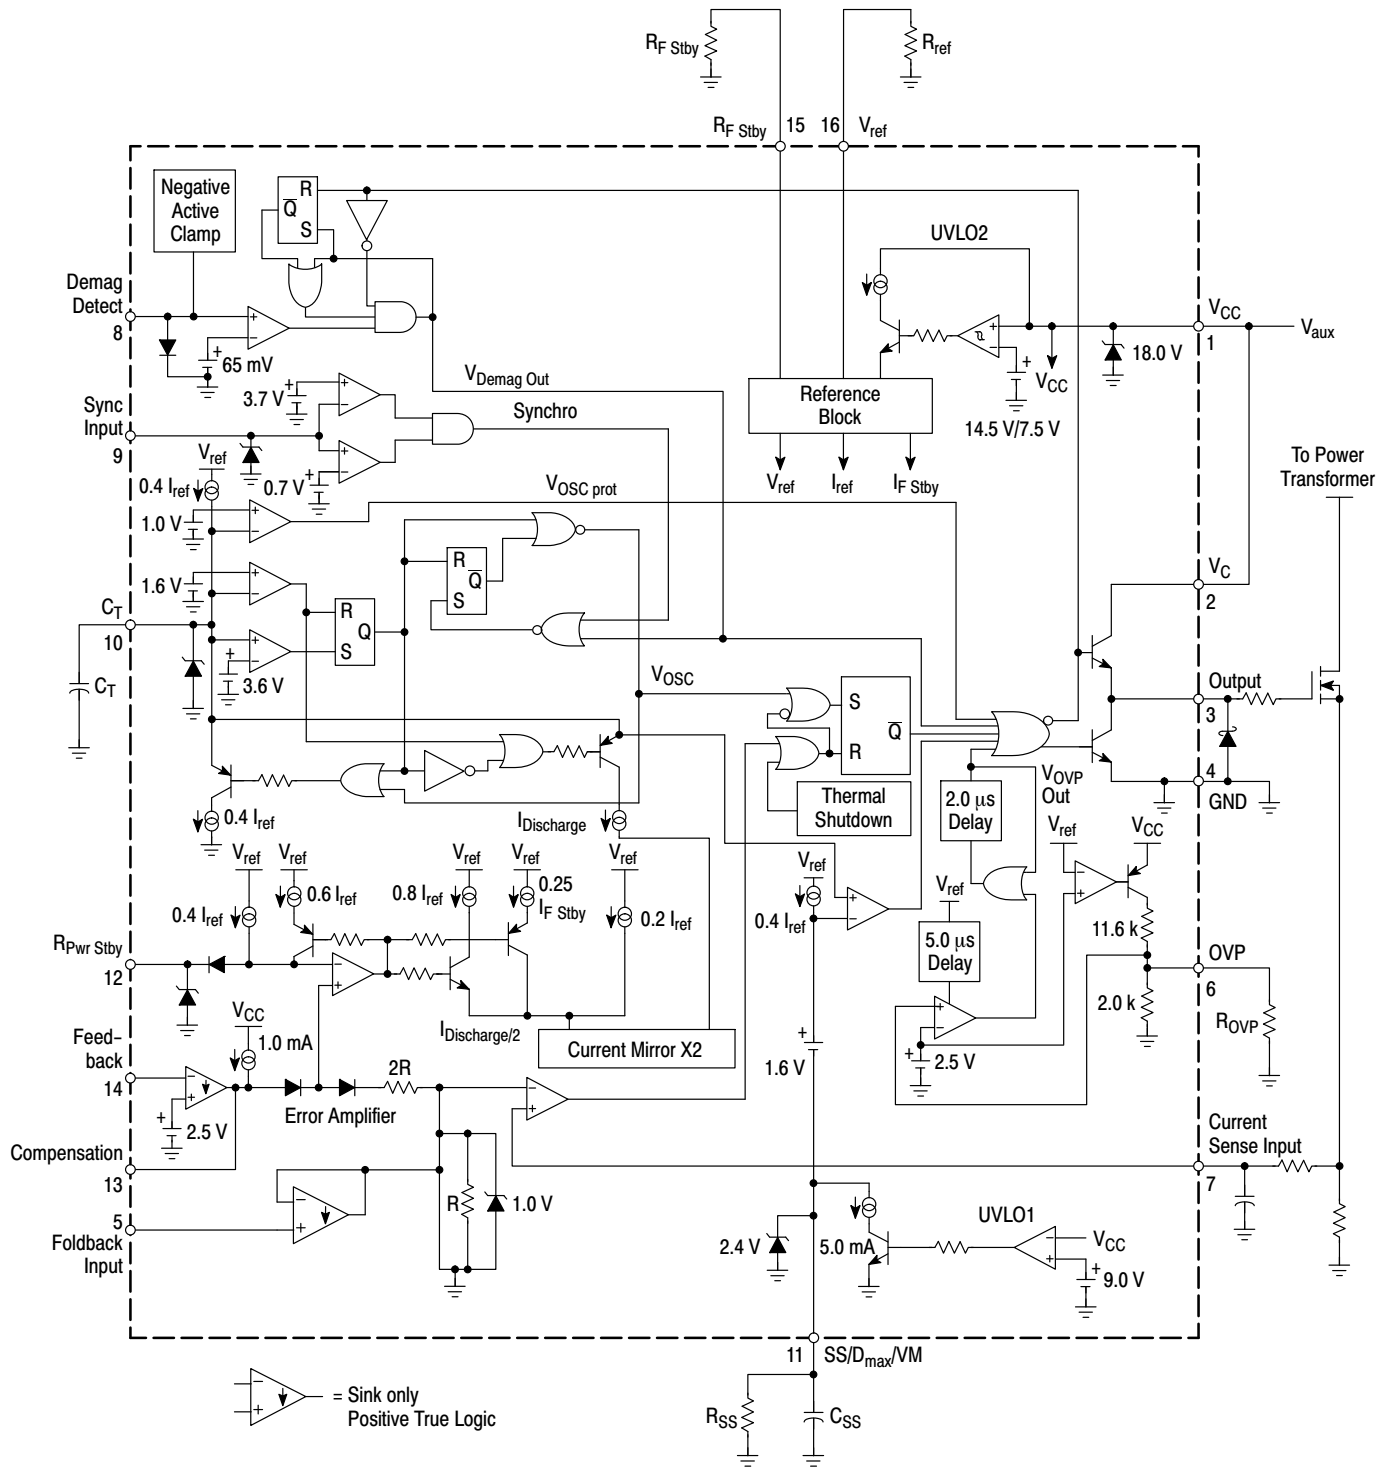 R_F Stby
R_ref
R_F Stby 15 16 V_ref
Negative
Active
Clamp
R
Q̅
S
UVLO2
Demag
Detect
8
+
−
+
65 mV
+
−
V_CC
1
V_aux
18.0 V
+
V_CC
14.5 V/7.5 V
V_Demag Out
Reference
Block
+
3.7 V
+
−
Synchro
Sync
Input
9
+
−
+
0.7 V
V_ref
I_ref
I_F Stby
To Power
Transformer
V_ref
0.4 I_ref
V_OSC prot
+
1.0 V
+
−
R
Q̅
S
+
1.6 V
+
−
R
Q
S
V_C
2
C_T
10
+
−
+
3.6 V
C_T
V_OSC
S
Q̅
R
Output
3
4
GND
Thermal
Shutdown
2.0 µs
Delay
V_OVP
Out
0.4 I_ref
I_Discharge
V_ref
V_CC
V_ref
V_ref
V_ref
V_ref
V_ref
V_ref
0.4 I_ref
0.6 I_ref
0.8 I_ref
0.25
I_F Stby
0.2 I_ref
0.4 I_ref
+
−
V_ref
−
+
11.6 k
5.0 µs
Delay
R_Pwr Stby
12
−
+
OVP
6
2.0 k
R_OVP
I_Discharge/2
Current Mirror X2
+
1.6 V
+
−
+
2.5 V
V_CC
1.0 mA
Feed–
back
14
−
+
+
2.5 V
2R
Error Amplifier
−
+
Current
Sense Input
7
Compensation
13
−
+
R
1.0 V
5
Foldback
Input
2.4 V
5.0 mA
UVLO1
−
+
V_CC
+
9.0 V
11 SS/D_max/VM
R_SS
C_SS
−
+
= Sink only
Positive True Logic